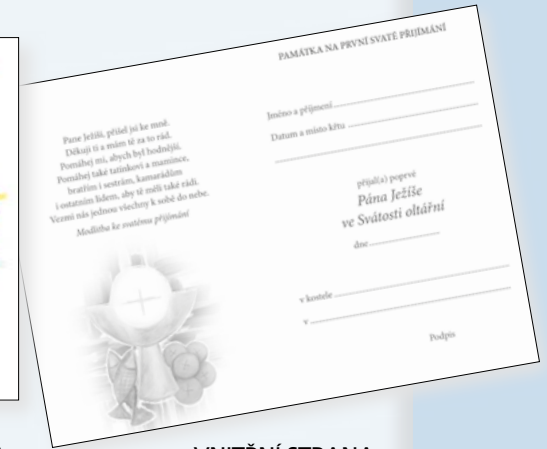 Pane Ježíši, přišel jsi ke mně.
Děkuji ti a mám tě za to rád.
Pomáhej mi, abych byl hodnější.
Pomáhej také tatínkovi a mamince,
bratřím i sestrám, kamarádům
i ostatním lidem, aby tě měli také rádi.
Vezmi nás jednou všechny k sobě do nebe.
Modlitba ke svatému přijímání
PAMÁTKA NA PRVNÍ SVATÉ PŘIJÍMÁNÍ
Jméno a příjmení
Datum a místo křtu
přijal(a) poprvé
Pána Ježíše
ve Svátosti oltářní
dne
v kostele
v
Podpis
VNITŘNÍ STRANA